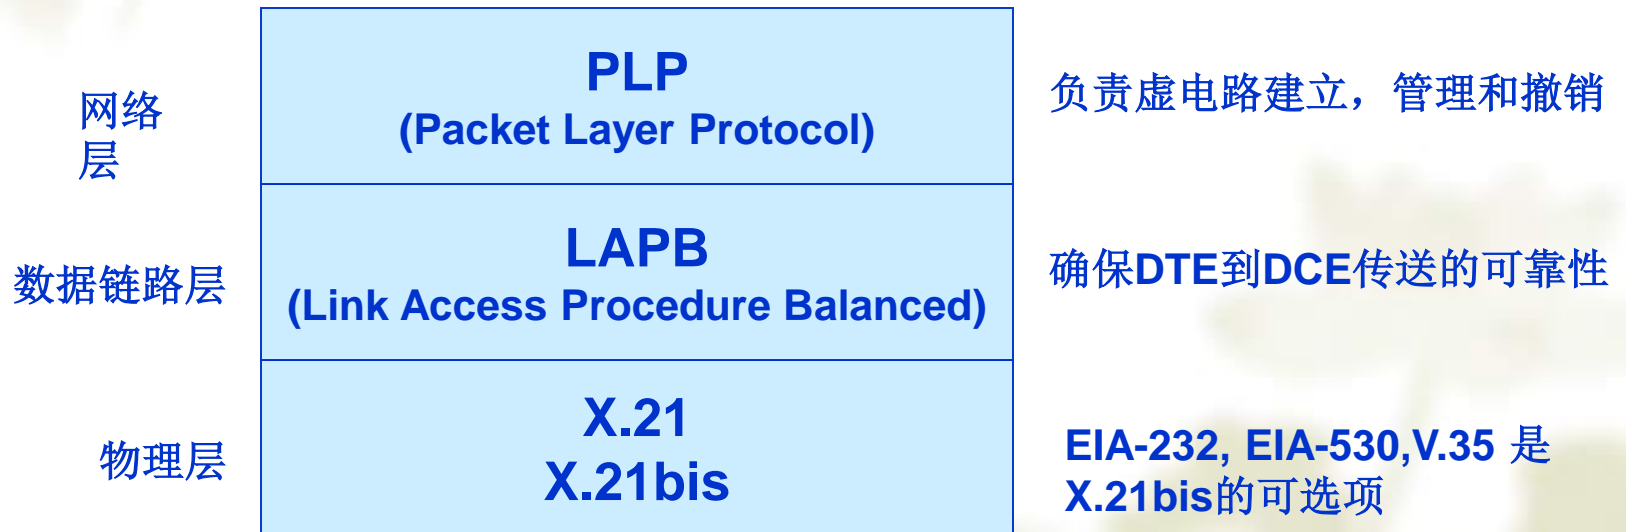 网络
层
PLP
(Packet Layer Protocol)
负责虚电路建立，管理和撤销
数据链路层
LAPB
(Link Access Procedure Balanced)
确保DTE到DCE传送的可靠性
物理层
X.21
X.21bis
EIA-232, EIA-530,V.35 是
X.21bis的可选项